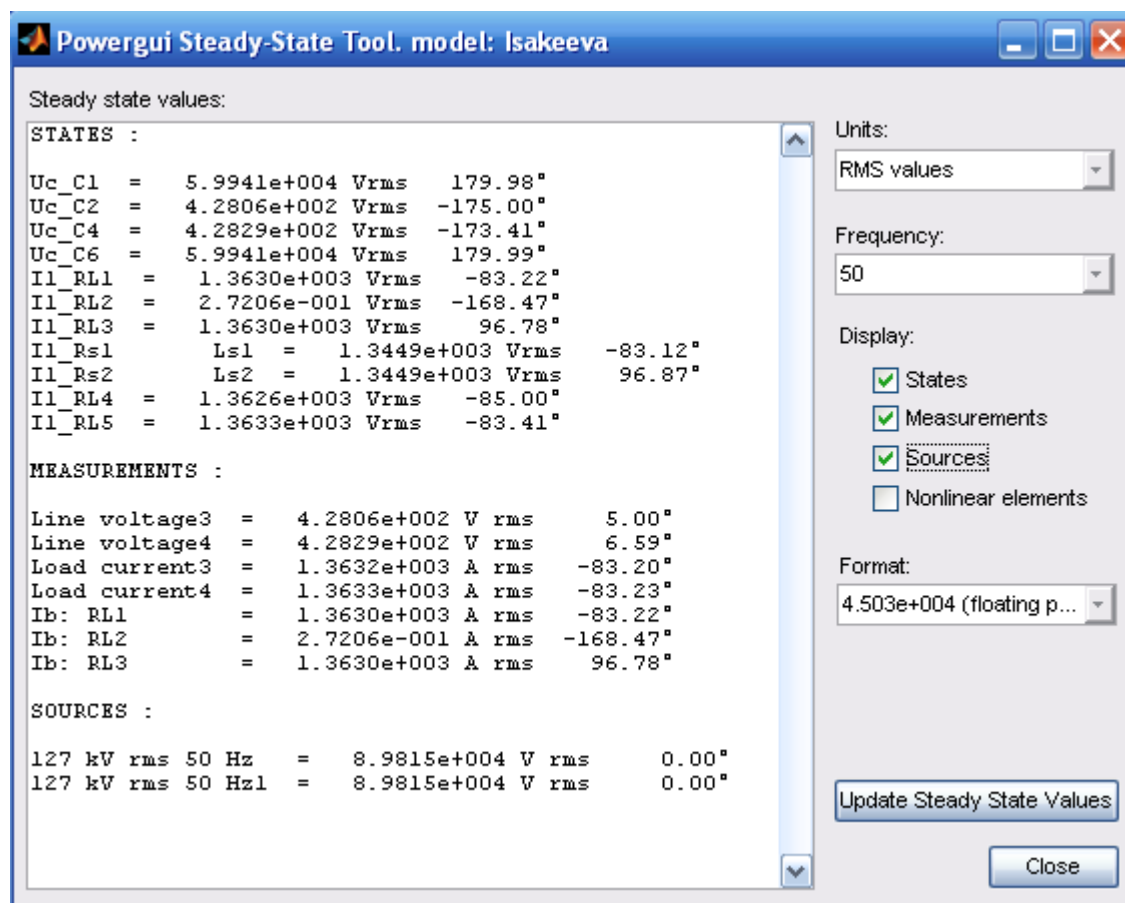 Powergui Steady-State Tool. model: Isakeeva
Steady state values:
STATES :
Uc_C1 = 5.9941e+004 Vrms 179.98°
Uc_C2 = 4.2806e+002 Vrms -175.00°
Uc_C4 = 4.2829e+002 Vrms -173.41°
Uc_C6 = 5.9941e+004 Vrms 179.99°
Il_RL1 = 1.3630e+003 Vrms -83.22°
Il_RL2 = 2.7206e-001 Vrms -168.47°
Il_RL3 = 1.3630e+003 Vrms 96.78°
Il_Rs1 Ls1 = 1.3449e+003 Vrms -83.12°
Il_Rs2 Ls2 = 1.3449e+003 Vrms 96.87°
Il_RL4 = 1.3626e+003 Vrms -85.00°
Il_RL5 = 1.3633e+003 Vrms -83.41°
MEASUREMENTS :
Line voltage3 = 4.2806e+002 V rms 5.00°
Line voltage4 = 4.2829e+002 V rms 6.59°
Load current3 = 1.3632e+003 A rms -83.20°
Load current4 = 1.3633e+003 A rms -83.23°
Ib: RL1 = 1.3630e+003 A rms -83.22°
Ib: RL2 = 2.7206e-001 A rms -168.47°
Ib: RL3 = 1.3630e+003 A rms 96.78°
SOURCES :
127 kV rms 50 Hz = 8.9815e+004 V rms 0.00°
127 kV rms 50 Hz1 = 8.9815e+004 V rms 0.00°
Units:
RMS values
Frequency:
50
Display:
States
Measurements
Sources
Nonlinear elements
Format:
4.503e+004 (floating p...
Update Steady State Values
Close